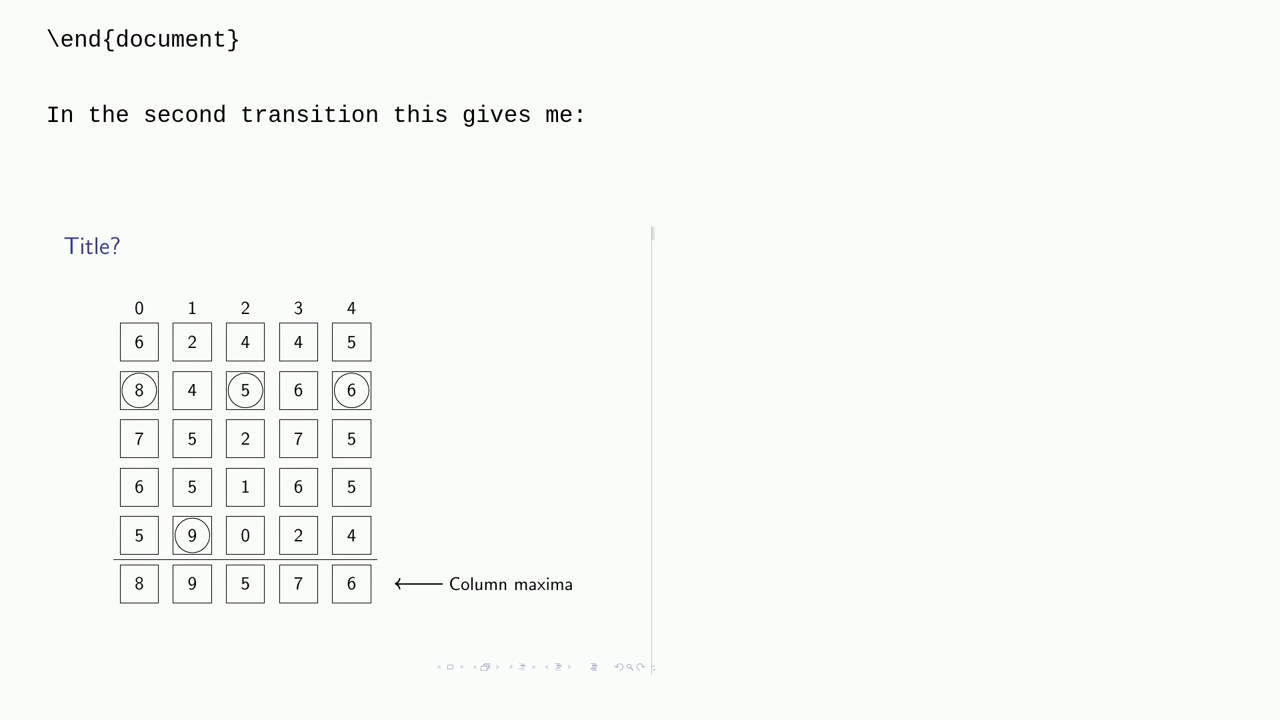 \end{document}
In the second transition this gives me:
Title?
0 1 2 3 4
6 2 4 4 5
8 4 5 6 6
7 5 2 7 5
6 5 1 6 5
5 9 0 2 4
8 9 5 7 6 Column maxima